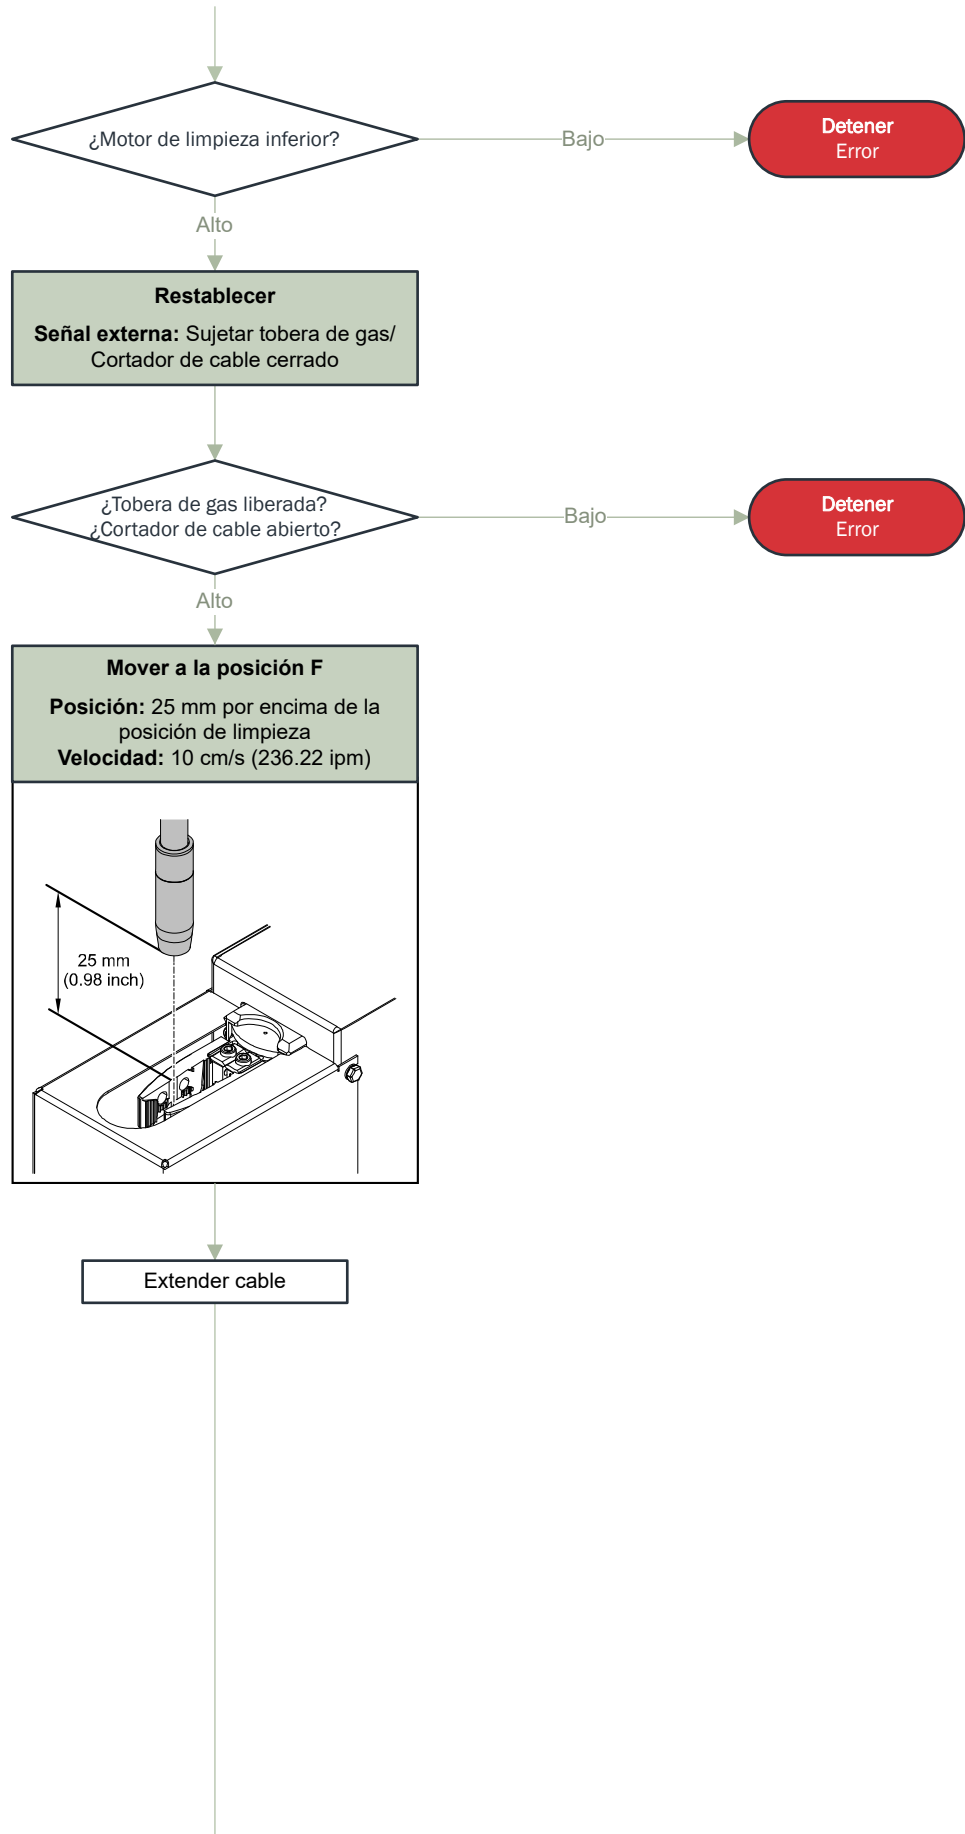 ¿Motor de limpieza inferior?
Bajo
Detener
Error
Alto
Restablecer
Señal externa: Sujetar tobera de gas/
Cortador de cable cerrado
¿Tobera de gas liberada?
¿Cortador de cable abierto?
Bajo
Detener
Error
Alto
Mover a la posición F
Posición: 25 mm por encima de la
posición de limpieza
Velocidad: 10 cm/s (236.22 ipm)
25 mm
(0.98 inch)
Extender cable